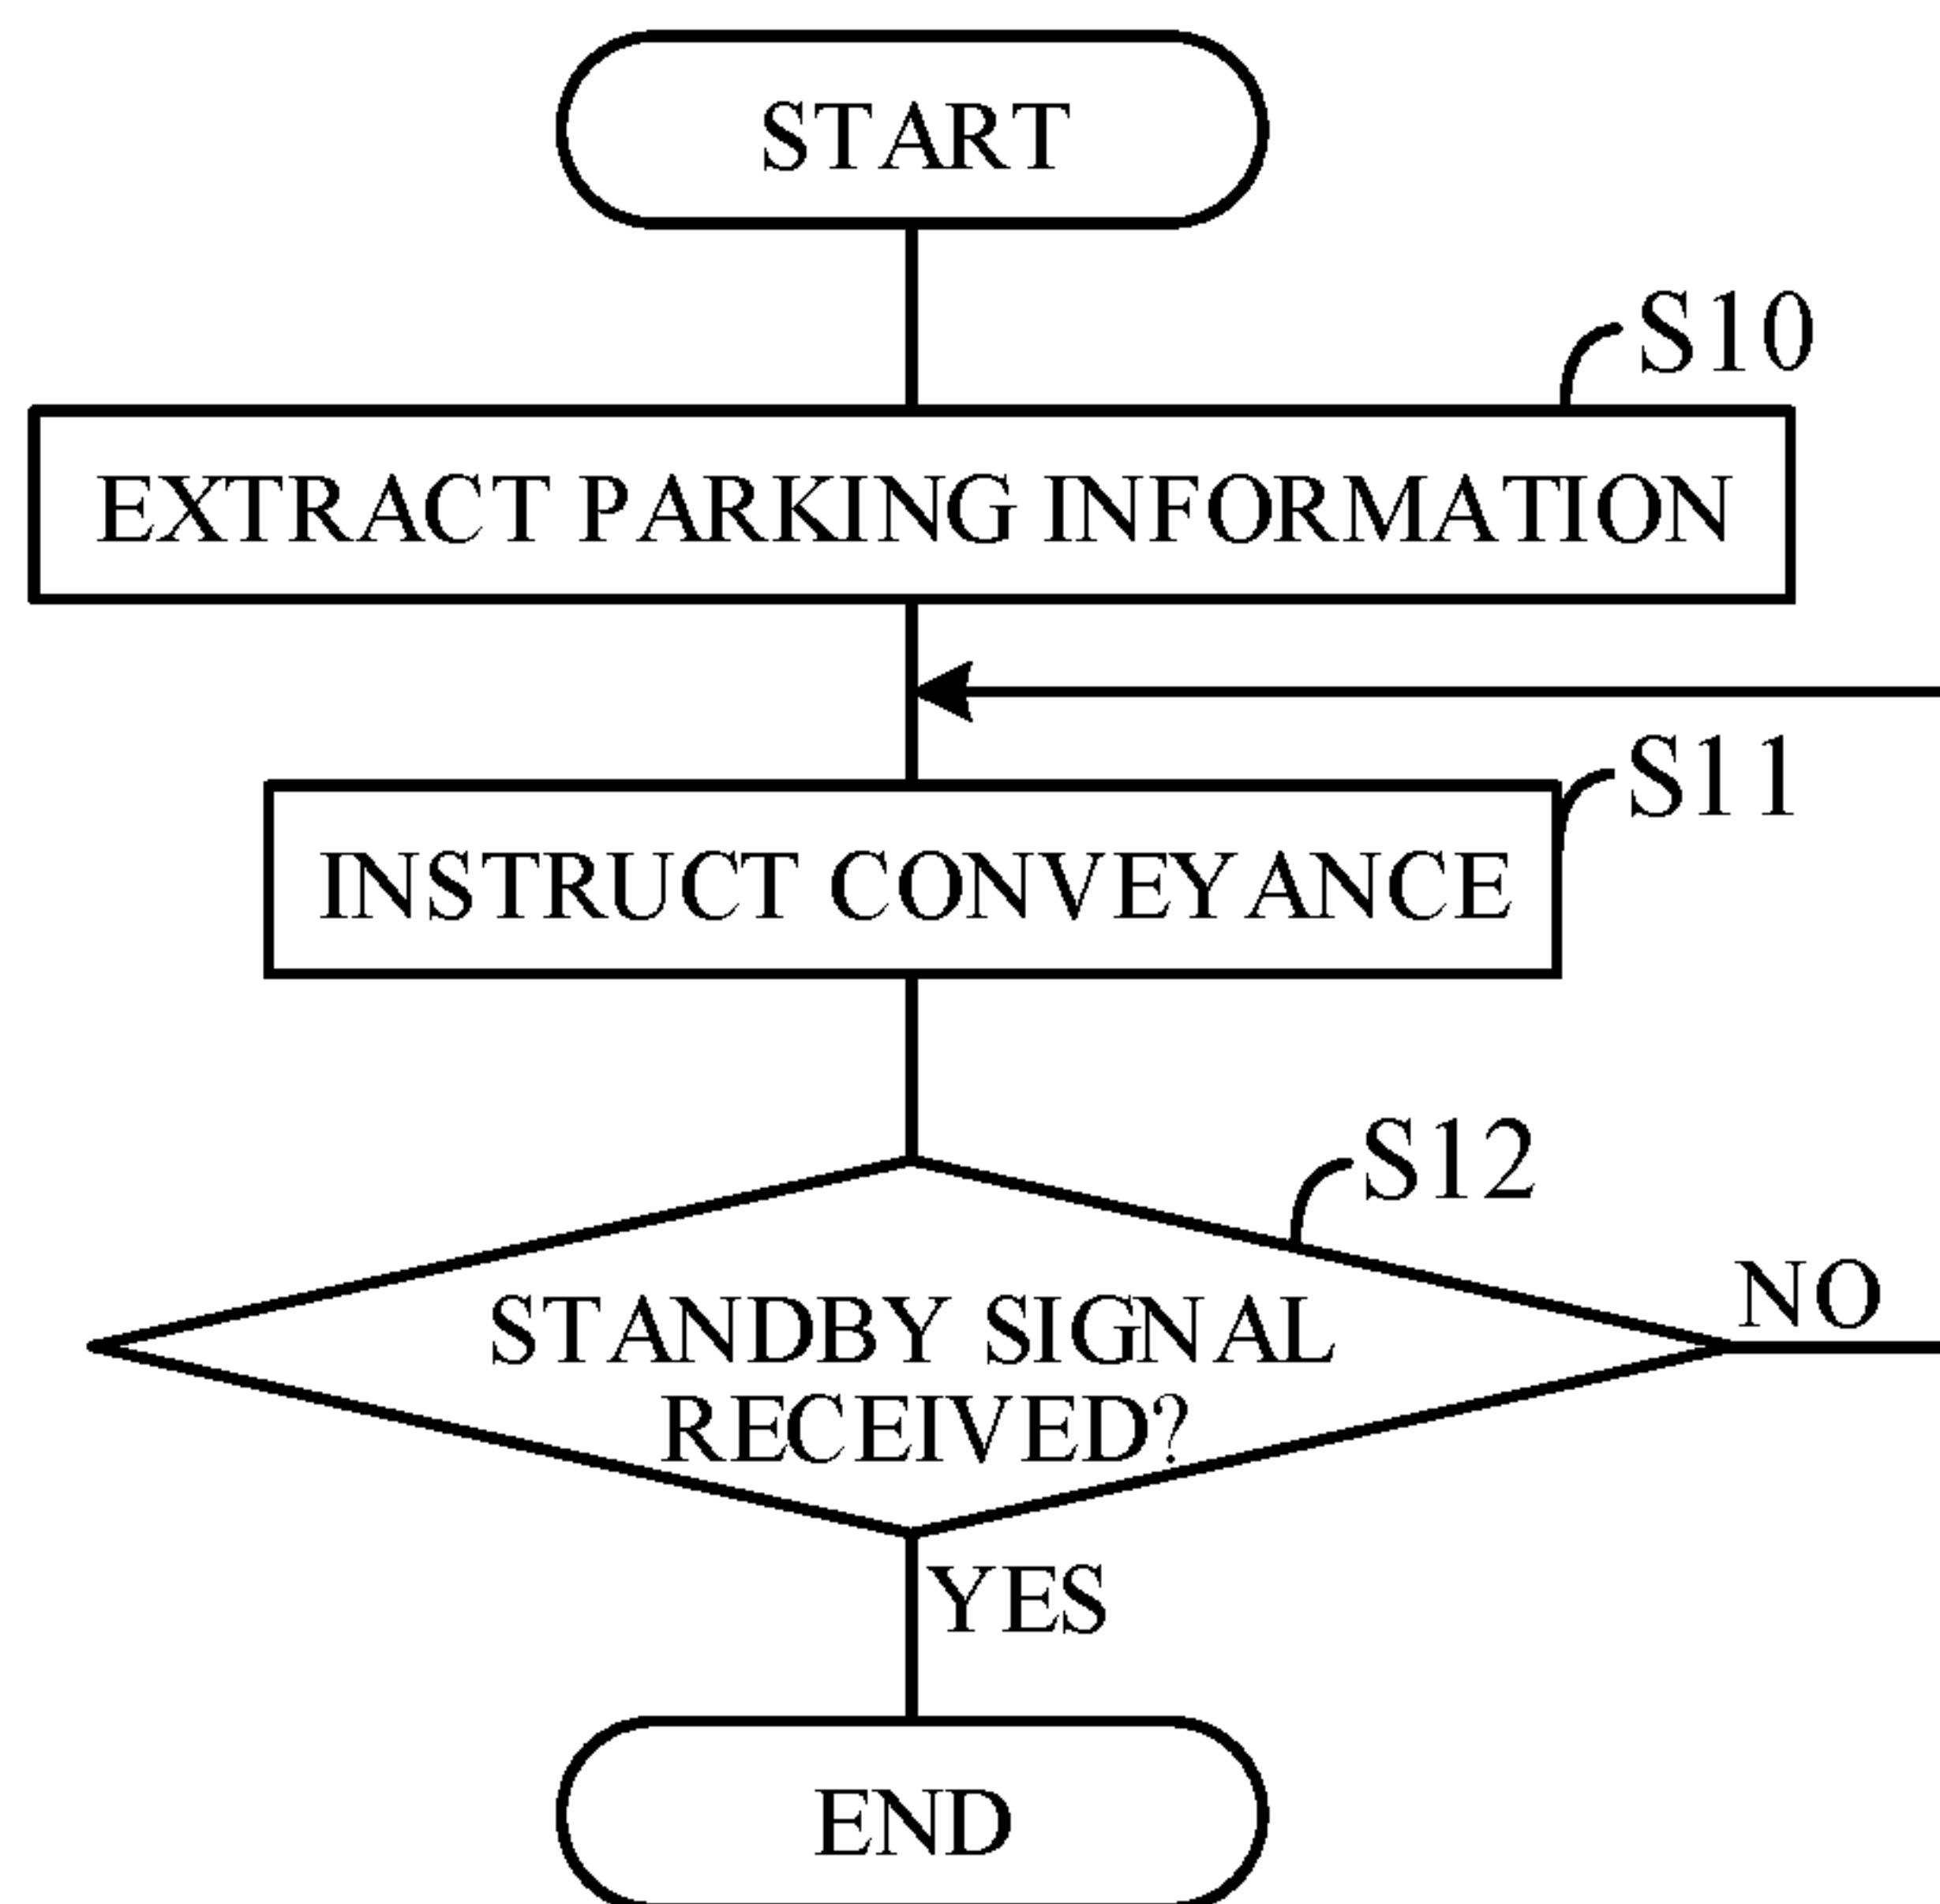 START
S10
EXTRACT PARKING INFORMATION
S11
INSTRUCT CONVEYANCE
S12
STANDBY SIGNAL
RECEIVED?
NO
YES
END